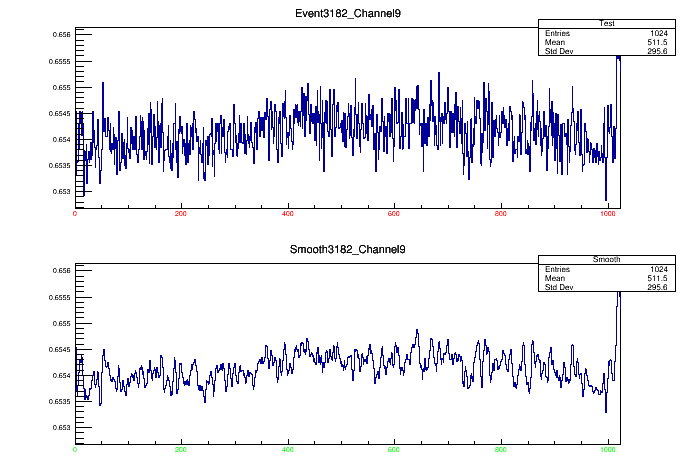 Event3182_Channel9
Test
Entries 1024
Mean 511.5
Std Dev 295.6
0.656
0.6555
0.655
0.6545
0.654
0.6535
0.653
0 200 400 600 800 1000
Smooth3182_Channel9
Smooth
Entries 1024
Mean 511.5
Std Dev 295.6
0.656
0.6555
0.655
0.6545
0.654
0.6535
0.653
0 200 400 600 800 1000